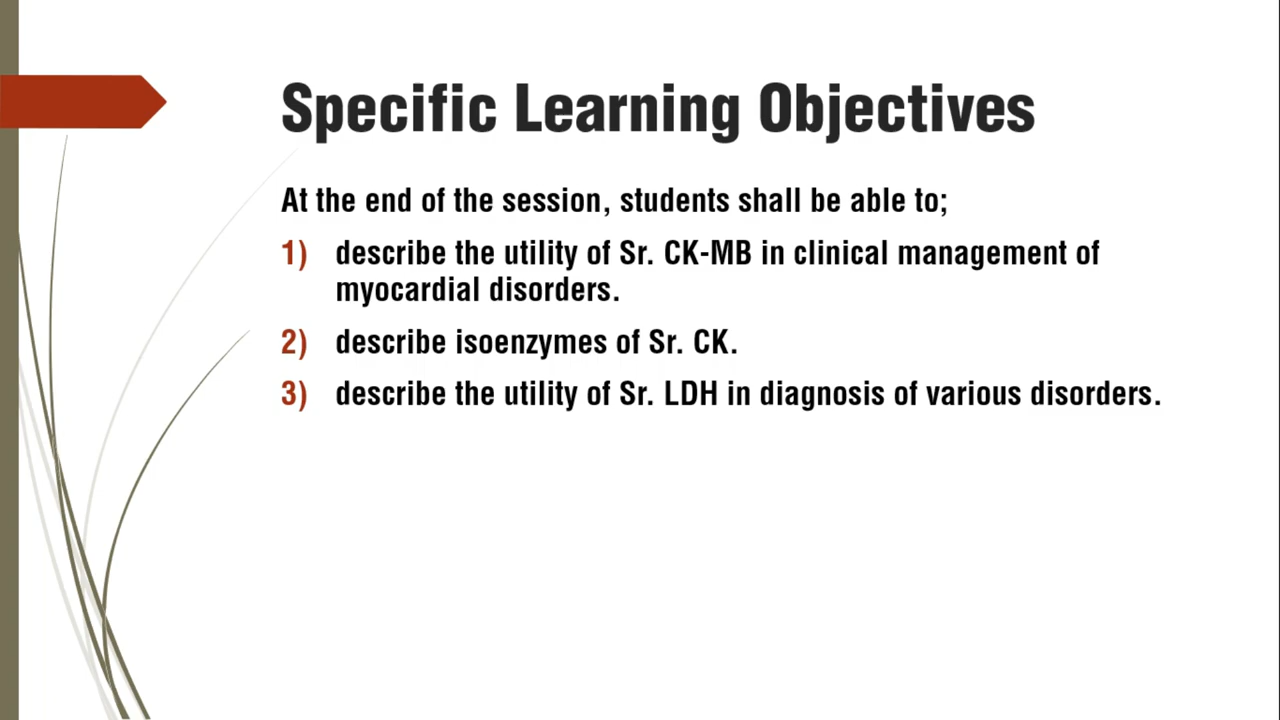 Specific Learning Objectives
At the end of the session, students shall be able to;
1) describe the utility of Sr. CK-MB in clinical management of
myocardial disorders.
2) describe isoenzymes of Sr. CK.
3) describe the utility of Sr. LDH in diagnosis of various disorders.